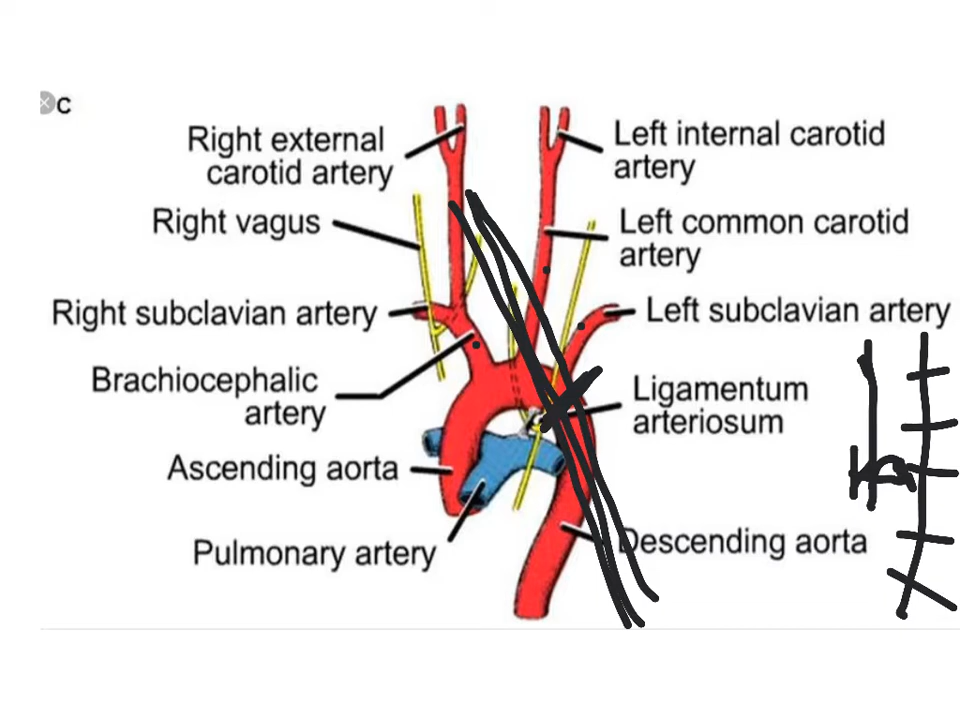 C
Right external
carotid artery
Left internal carotid
artery
Right vagus
Left common carotid
artery
Right subclavian artery
Left subclavian artery
Brachiocephalic
artery
Ligamentum
arteriosum
Ascending aorta
Pulmonary artery
Descending aorta